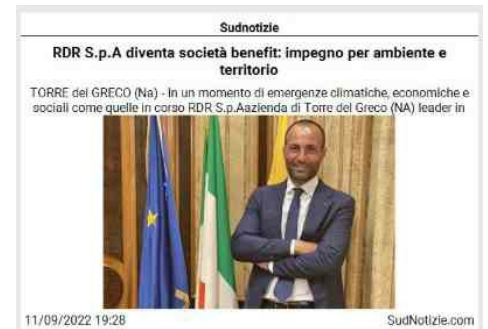 Sudnotizie
RDR S.p.A diventa società benefit: impegno per ambiente e
territorio
TORRE del GRECO (Na) - In un momento di emergenze climatiche, economiche e
sociali come quelle in corso RDR S.p.Aazienda di Torre del Greco (NA) leader in
11/09/2022 19:28
SudNotizie.com